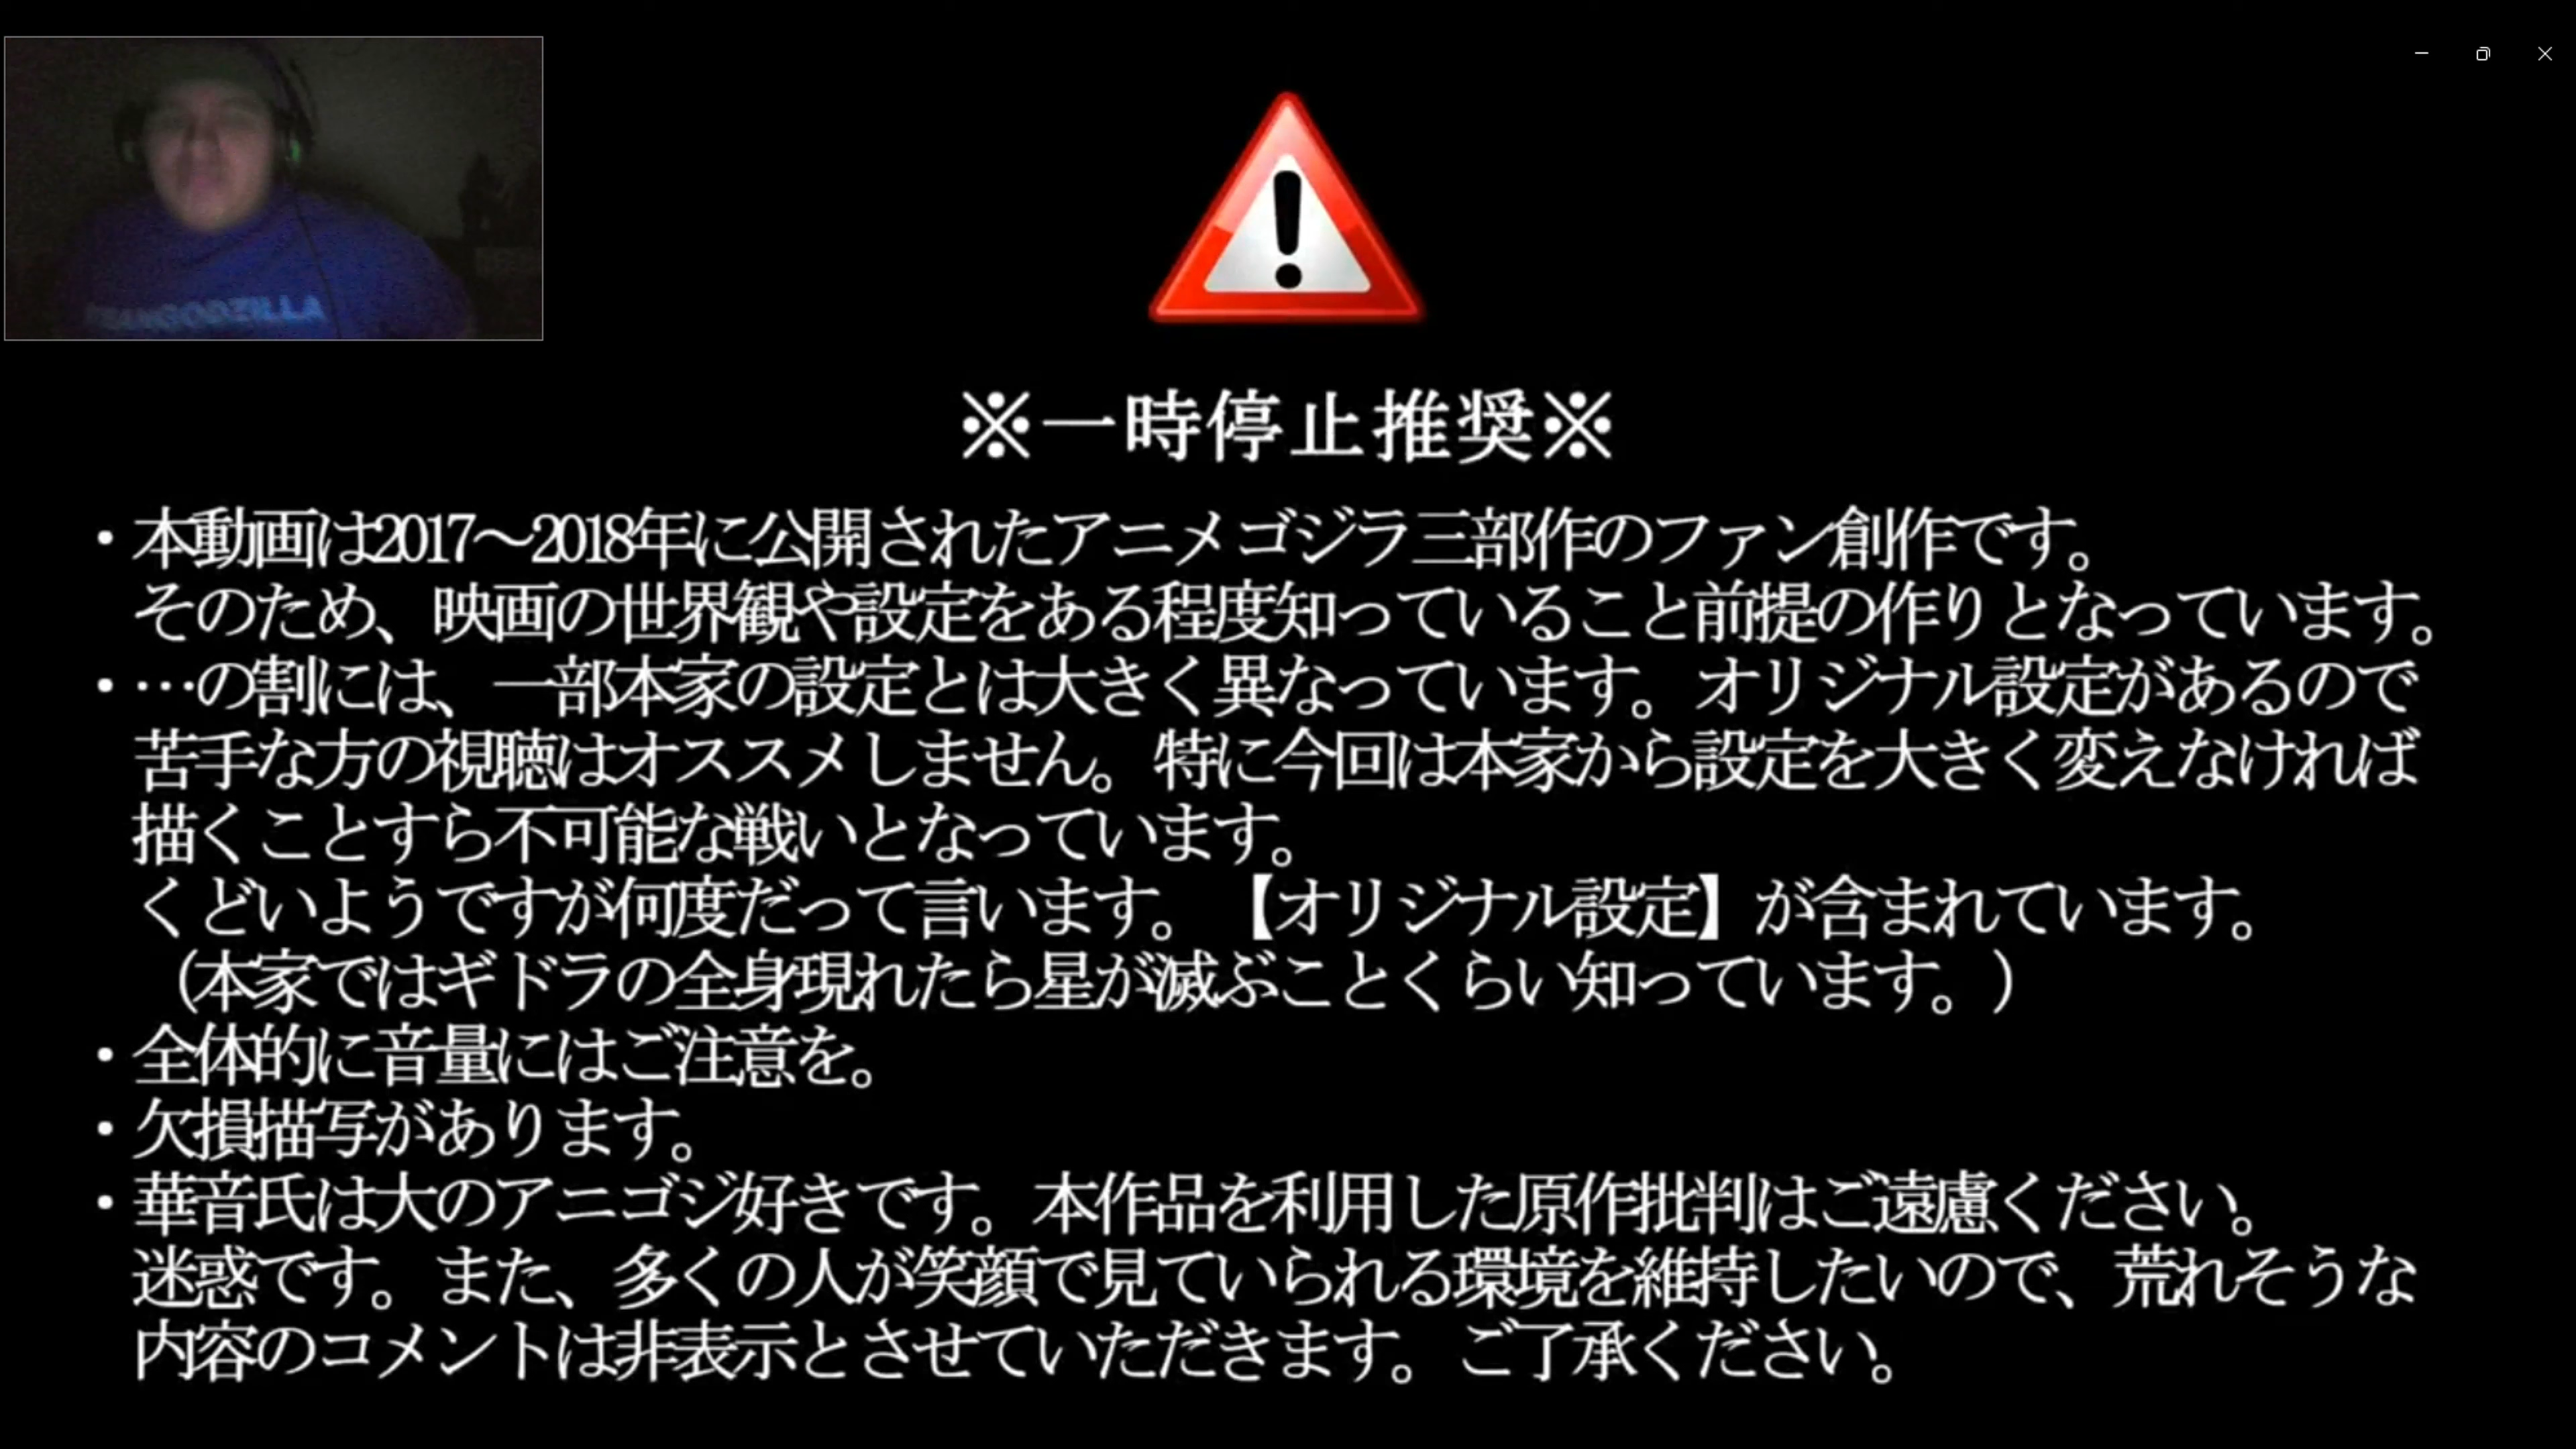 GODZILLA
※一時停止推奨※
・本動画は2017～2018年に公開されたアニメゴジラ三部作のファン創作です。
そのため、映画の世界観や設定をある程度知っていること前提の作りとなっています。
・…の割には、一部本家の設定とは大きく異なっています。オリジナル設定があるので
苦手な方の視聴はオススメしません。特に今回は本家から設定を大きく変えなければ
描くことすら不可能な戦いとなっています。
くどいようですが何度だって言います。【オリジナル設定】が含まれています。
（本家ではギドラの全身現れたら星が滅ぶことくらい知っています。）
・全体的に音量にはご注意を。
・欠損描写があります。
・華音氏は大のアニゴジ好きです。本作品を利用した原作批判はご遠慮ください。
迷惑です。また、多くの人が笑顔で見ていられる環境を維持したいので、荒れそうな
内容のコメントは非表示とさせていただきます。ご了承ください。